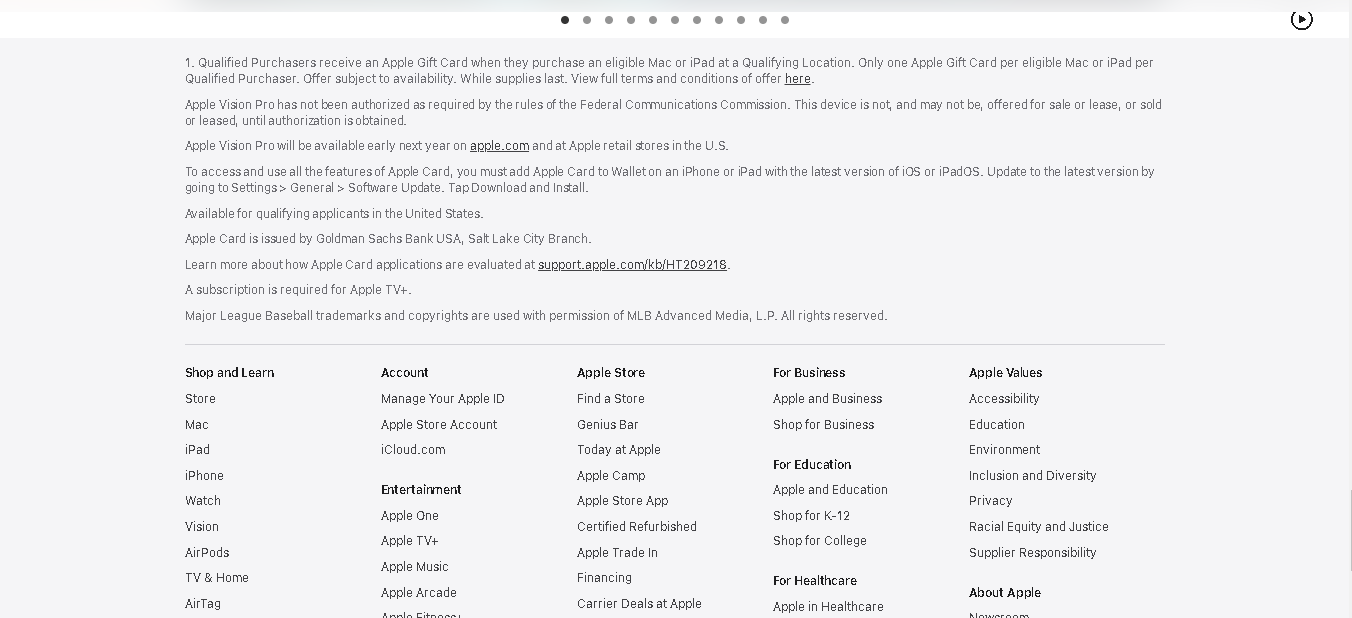 1. Qualified Purchasers receive an Apple Gift Card when they purchase an eligible Mac or iPad at a Qualifying Location. Only one Apple Gift Card per eligible Mac or iPad per
Qualified Purchaser. Offer subject to availability. While supplies last. View full terms and conditions of offer here.
Apple Vision Pro has not been authorized as required by the rules of the Federal Communications Commission. This device is not, and may not be, offered for sale or lease, or sold
or leased, until authorization is obtained.
Apple Vision Pro will be available early next year on apple.com and at Apple retail stores in the U.S.
To access and use all the features of Apple Card, you must add Apple Card to Wallet on an iPhone or iPad with the latest version of iOS or iPadOS. Update to the latest version by
going to Settings > General > Software Update. Tap Download and Install.
Available for qualifying applicants in the United States.
Apple Card is issued by Goldman Sachs Bank USA, Salt Lake City Branch.
Learn more about how Apple Card applications are evaluated at support.apple.com/kb/HT209218.
A subscription is required for Apple TV+.
Major League Baseball trademarks and copyrights are used with permission of MLB Advanced Media, L.P. All rights reserved.
Shop and Learn
Store
Mac
iPad
iPhone
Watch
Vision
AirPods
TV & Home
AirTag
Account
Manage Your Apple ID
Apple Store Account
iCloud.com
Entertainment
Apple One
Apple TV+
Apple Music
Apple Arcade
Apple Fitness+
Apple Store
Find a Store
Genius Bar
Today at Apple
Apple Camp
Apple Store App
Certified Refurbished
Apple Trade In
Financing
Carrier Deals at Apple
For Business
Apple and Business
Shop for Business
For Education
Apple and Education
Shop for K-12
Shop for College
For Healthcare
Apple in Healthcare
Apple Values
Accessibility
Education
Environment
Inclusion and Diversity
Privacy
Racial Equity and Justice
Supplier Responsibility
About Apple
Newsroom